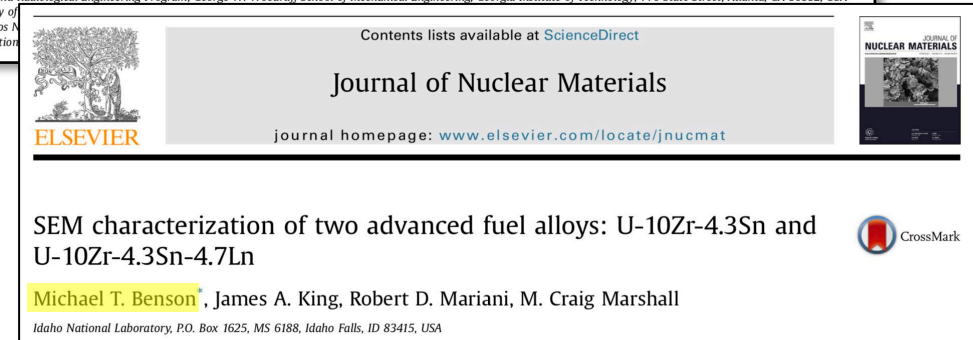 Contents lists available at ScienceDirect
Journal of Nuclear Materials
journal homepage: www.elsevier.com/locate/jnucmat
ELSEVIER
JOURNAL OF
NUCLEAR MATERIALS
SEM characterization of two advanced fuel alloys: U-10Zr-4.3Sn and
U-10Zr-4.3Sn-4.7Ln
CrossMark
Michael T. Benson*, James A. King, Robert D. Mariani, M. Craig Marshall
Idaho National Laboratory, P.O. Box 1625, MS 6188, Idaho Falls, ID 83415, USA